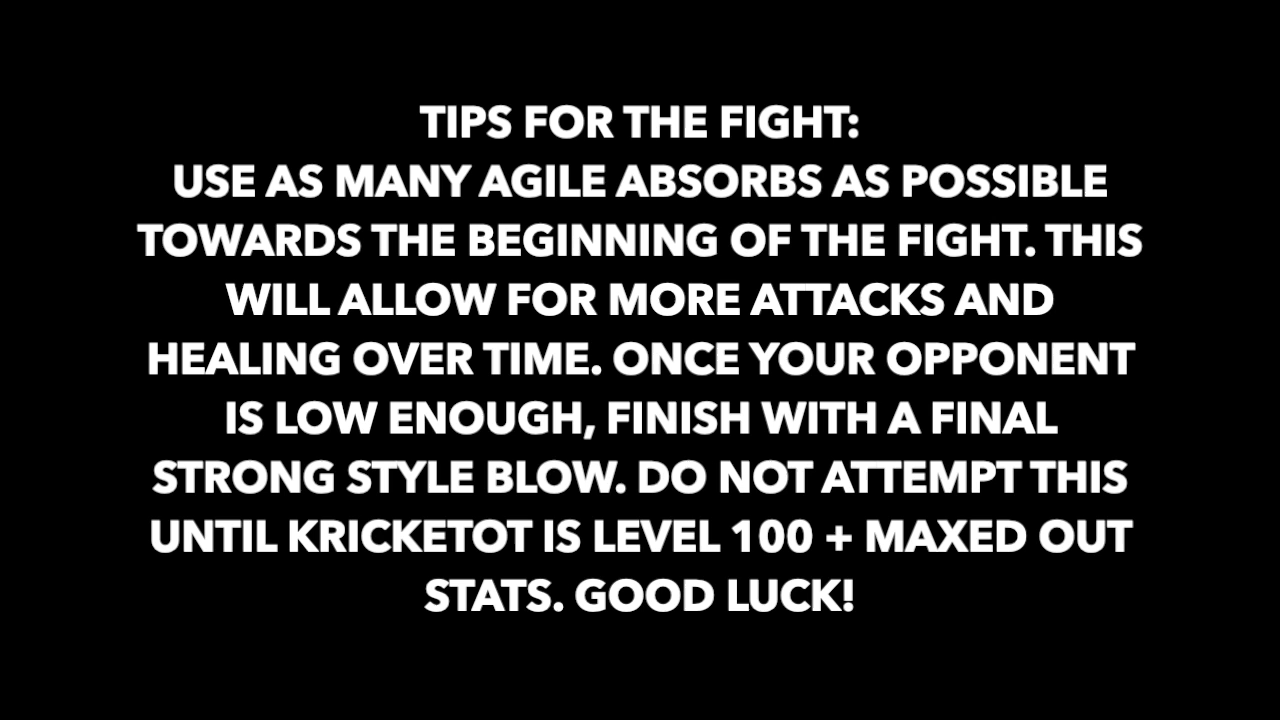 TIPS FOR THE FIGHT:
USE AS MANY AGILE ABSORBS AS POSSIBLE
TOWARDS THE BEGINNING OF THE FIGHT. THIS
WILL ALLOW FOR MORE ATTACKS AND
HEALING OVER TIME. ONCE YOUR OPPONENT
IS LOW ENOUGH, FINISH WITH A FINAL
STRONG STYLE BLOW. DO NOT ATTEMPT THIS
UNTIL KRICKETOT IS LEVEL 100 + MAXED OUT
STATS. GOOD LUCK!